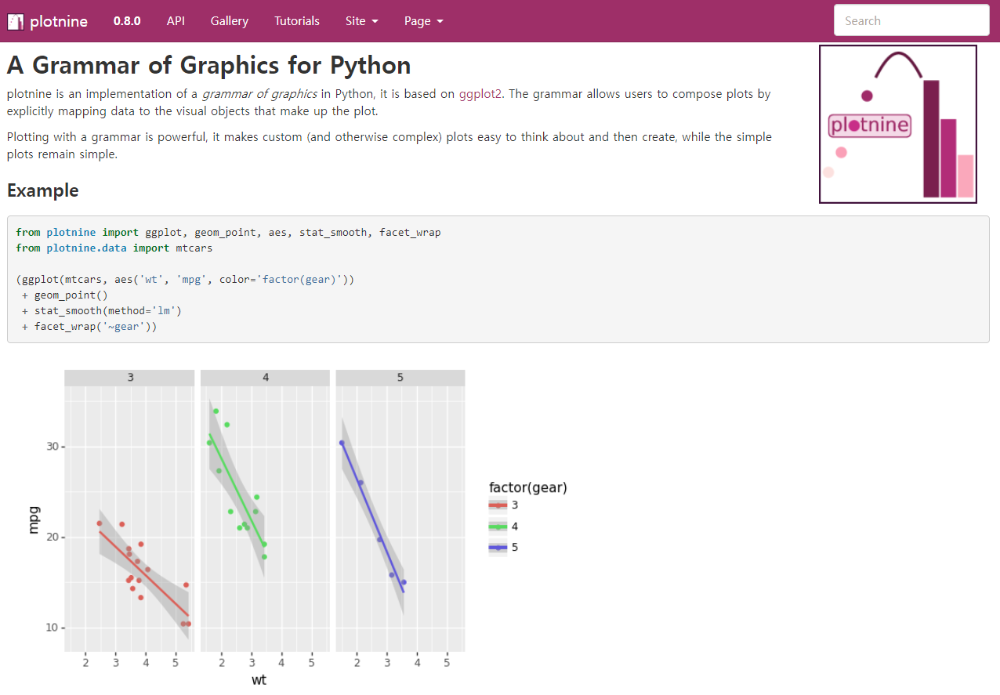 plotnine 0.8.0 API Gallery Tutorials Site Page Search
A Grammar of Graphics for Python
plotnine is an implementation of a grammar of graphics in Python, it is based on ggplot2. The grammar allows users to compose plots by
explicitly mapping data to the visual objects that make up the plot.
Plotting with a grammar is powerful, it makes custom (and otherwise complex) plots easy to think about and then create, while the simple
plots remain simple.
plotnine
Example
from plotnine import ggplot, geom_point, aes, stat_smooth, facet_wrap
from plotnine.data import mtcars
(ggplot(mtcars, aes('wt', 'mpg', color='factor(gear)'))
+ geom_point()
+ stat_smooth(method='lm')
+ facet_wrap('~gear'))
3 4 5
30
20
10
mpg
2 3 4 5 2 3 4 5 2 3 4 5
wt
factor(gear)
3
4
5